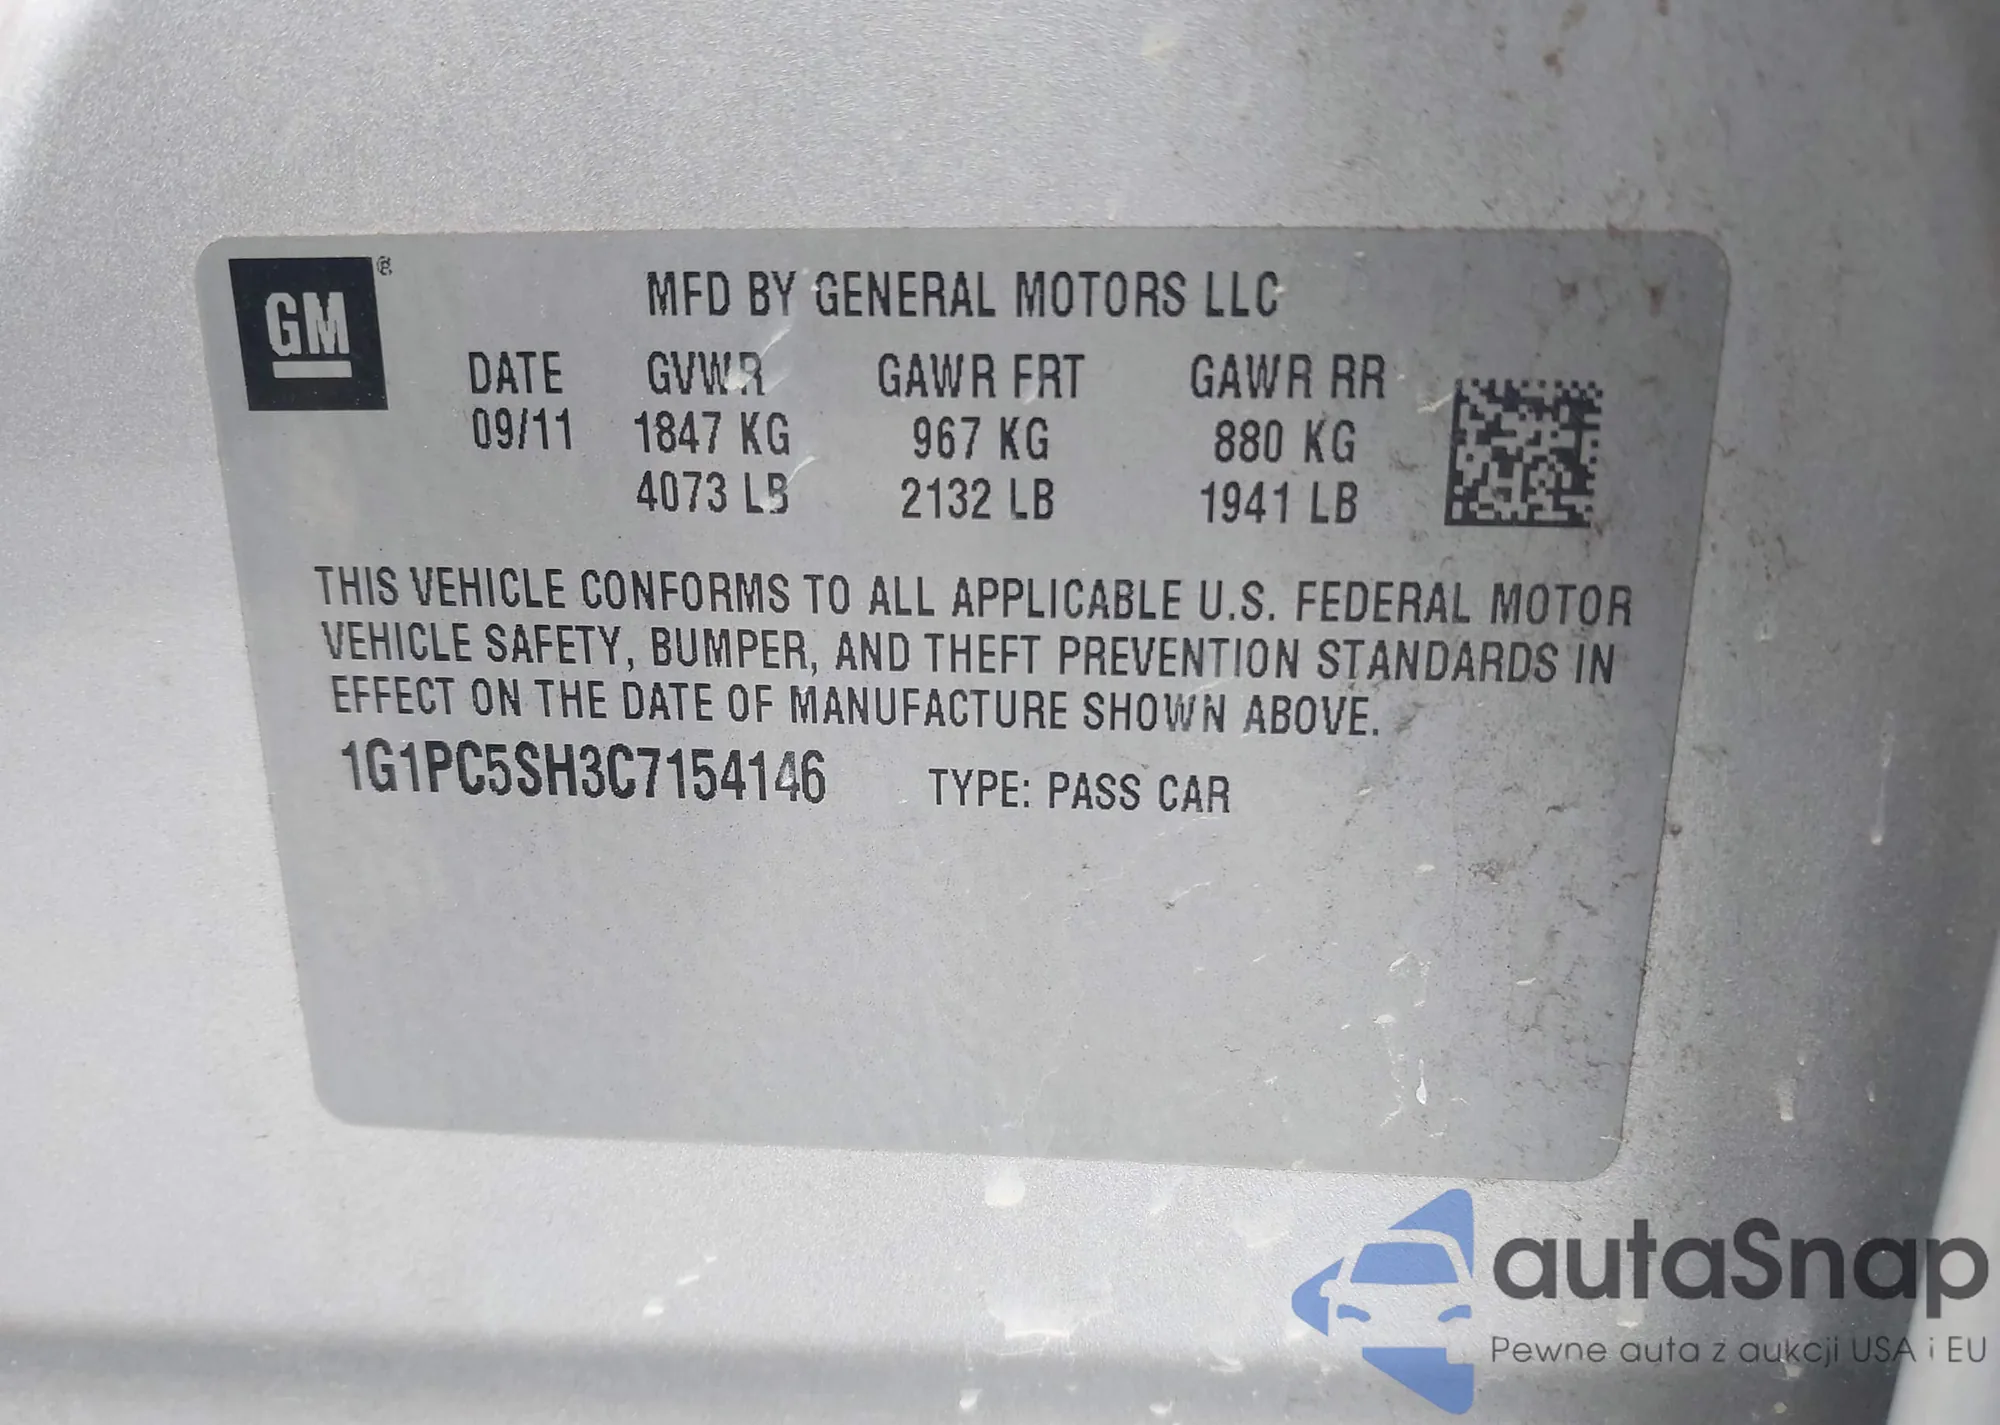 GM®
MFD BY GENERAL MOTORS LLC
DATE GVWR GAWR FRT GAWR RR
09/11 1847 KG 967 KG 880 KG
4073 LB 2132 LB 1941 LB
THIS VEHICLE CONFORMS TO ALL APPLICABLE U.S. FEDERAL MOTOR
VEHICLE SAFETY, BUMPER, AND THEFT PREVENTION STANDARDS IN
EFFECT ON THE DATE OF MANUFACTURE SHOWN ABOVE.
1G1PC5SH3C7154146 TYPE: PASS CAR
autaSnap
Pewne auta z aukcji USA i EU